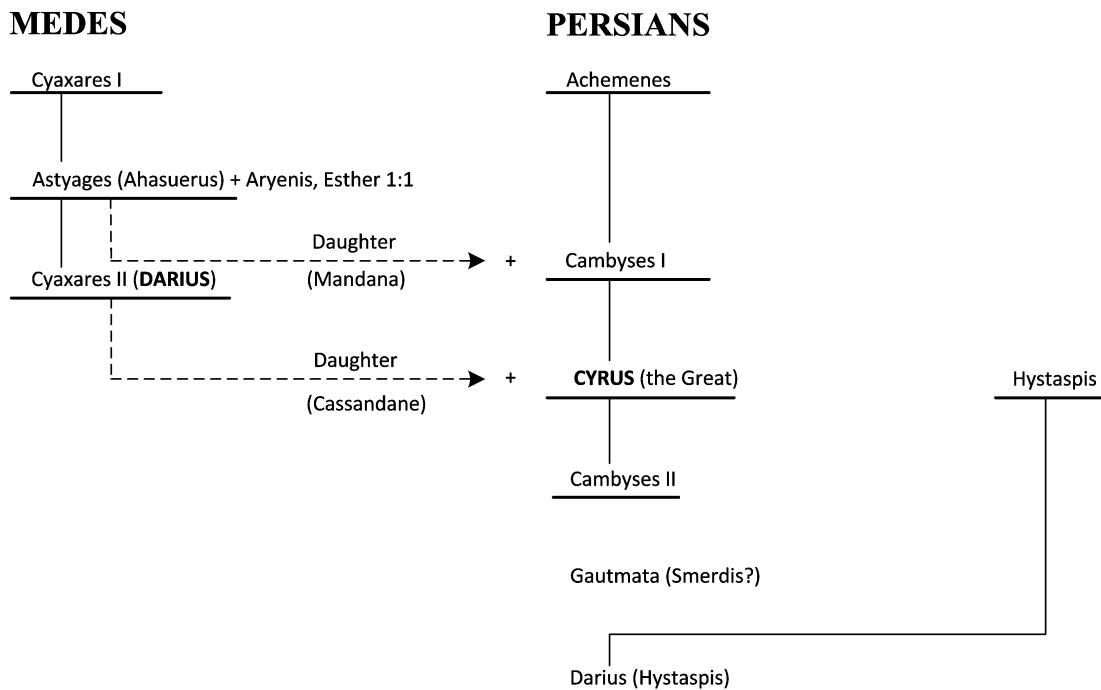 MEDES
PERSIANS
Cyaxares I
Achemenes
Astyages (Ahasuerus) + Aryenis, Esther 1:1
Daughter
+
Cambyses I
Cyaxares II (DARIUS)
(Mandana)
Daughter
+
CYRUS (the Great)
Hystaspis
(Cassandane)
Cambyses II
Gautmata (Smerdis?)
Darius (Hystaspis)